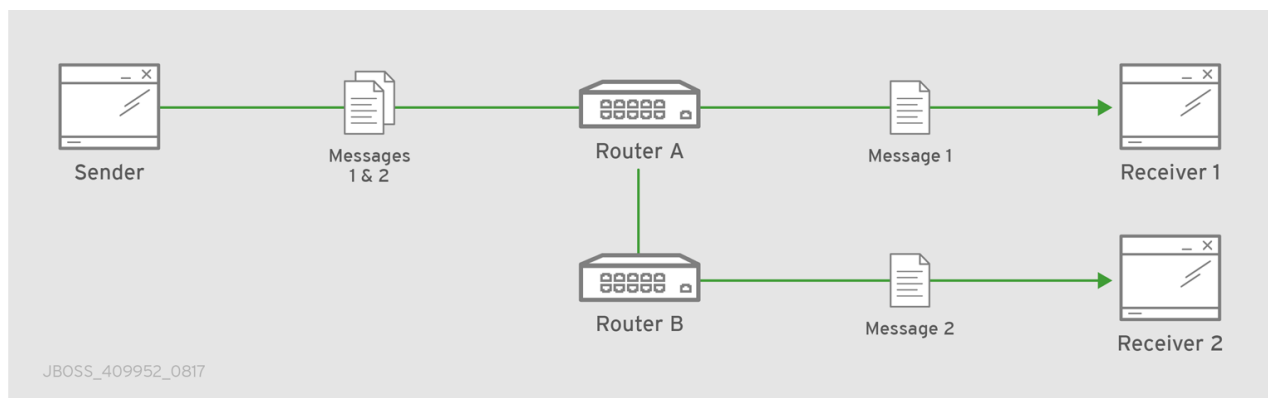 Sender
Messages
1 & 2
Router A
Message 1
Receiver 1
Router B
Message 2
Receiver 2
JBOSS_409952_0817